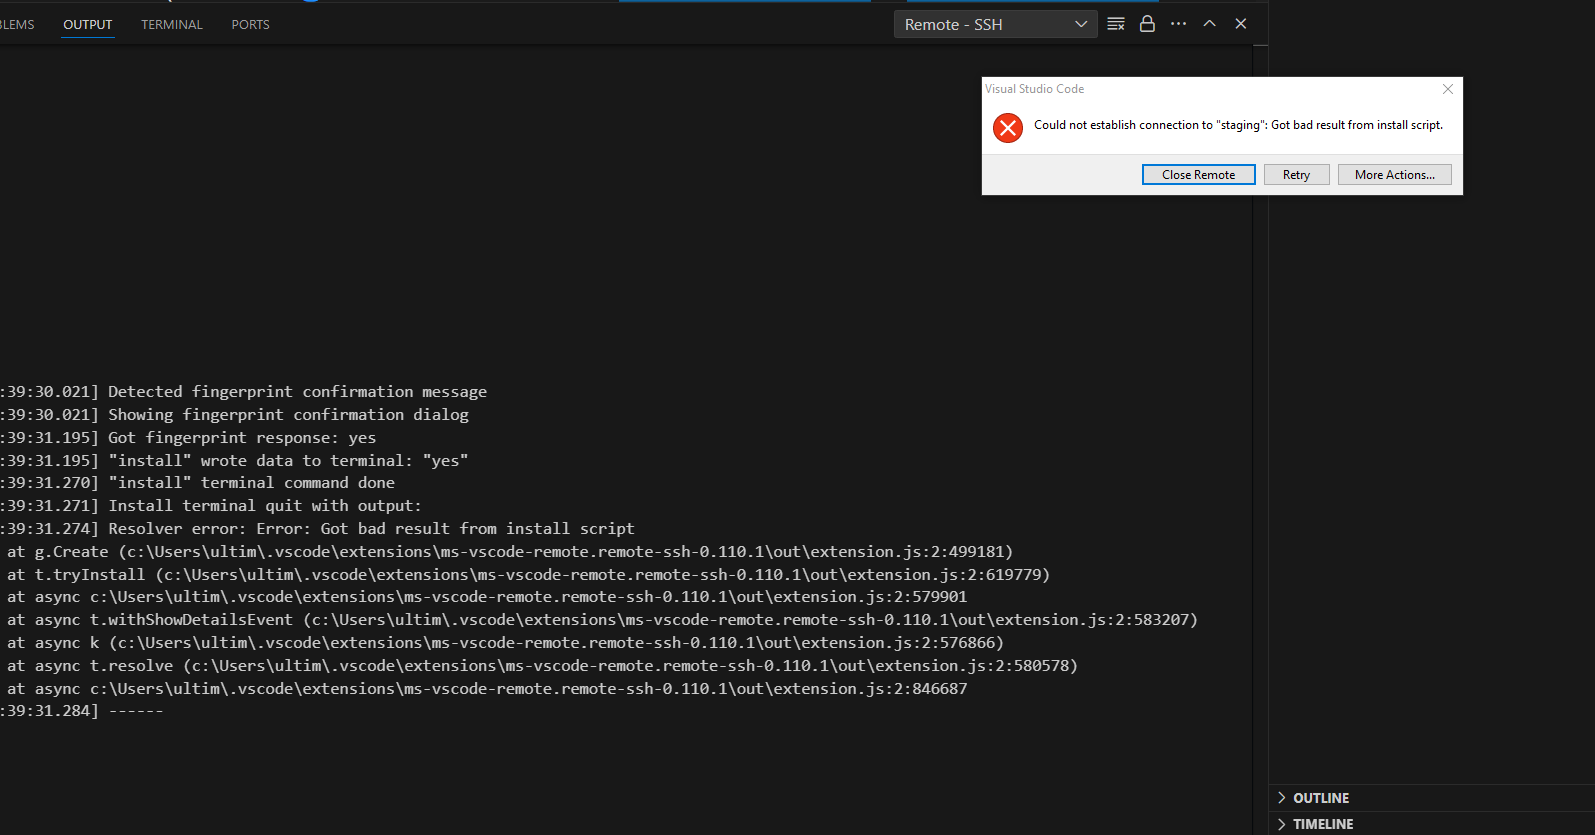 BLEMS
OUTPUT
TERMINAL
PORTS
Remote - SSH
Visual Studio Code
Could not establish connection to "staging": Got bad result from install script.
Close Remote
Retry
More Actions...
:39:30.021] Detected fingerprint confirmation message
:39:30.021] Showing fingerprint confirmation dialog
:39:31.195] Got fingerprint response: yes
:39:31.195] "install" wrote data to terminal: "yes"
:39:31.270] "install" terminal command done
:39:31.271] Install terminal quit with output:
:39:31.274] Resolver error: Error: Got bad result from install script
at g.Create (c:\Users\ultim\.vscode\extensions\ms-vscode-remote.remote-ssh-0.110.1\out\extension.js:2:499181)
at t.tryInstall (c:\Users\ultim\.vscode\extensions\ms-vscode-remote.remote-ssh-0.110.1\out\extension.js:2:619779)
at async c:\Users\ultim\.vscode\extensions\ms-vscode-remote.remote-ssh-0.110.1\out\extension.js:2:579901
at async t.withShowDetailsEvent (c:\Users\ultim\.vscode\extensions\ms-vscode-remote.remote-ssh-0.110.1\out\extension.js:2:583207)
at async k (c:\Users\ultim\.vscode\extensions\ms-vscode-remote.remote-ssh-0.110.1\out\extension.js:2:576866)
at async t.resolve (c:\Users\ultim\.vscode\extensions\ms-vscode-remote.remote-ssh-0.110.1\out\extension.js:2:580578)
at async c:\Users\ultim\.vscode\extensions\ms-vscode-remote.remote-ssh-0.110.1\out\extension.js:2:846687
:39:31.284] ------
OUTLINE
TIMELINE